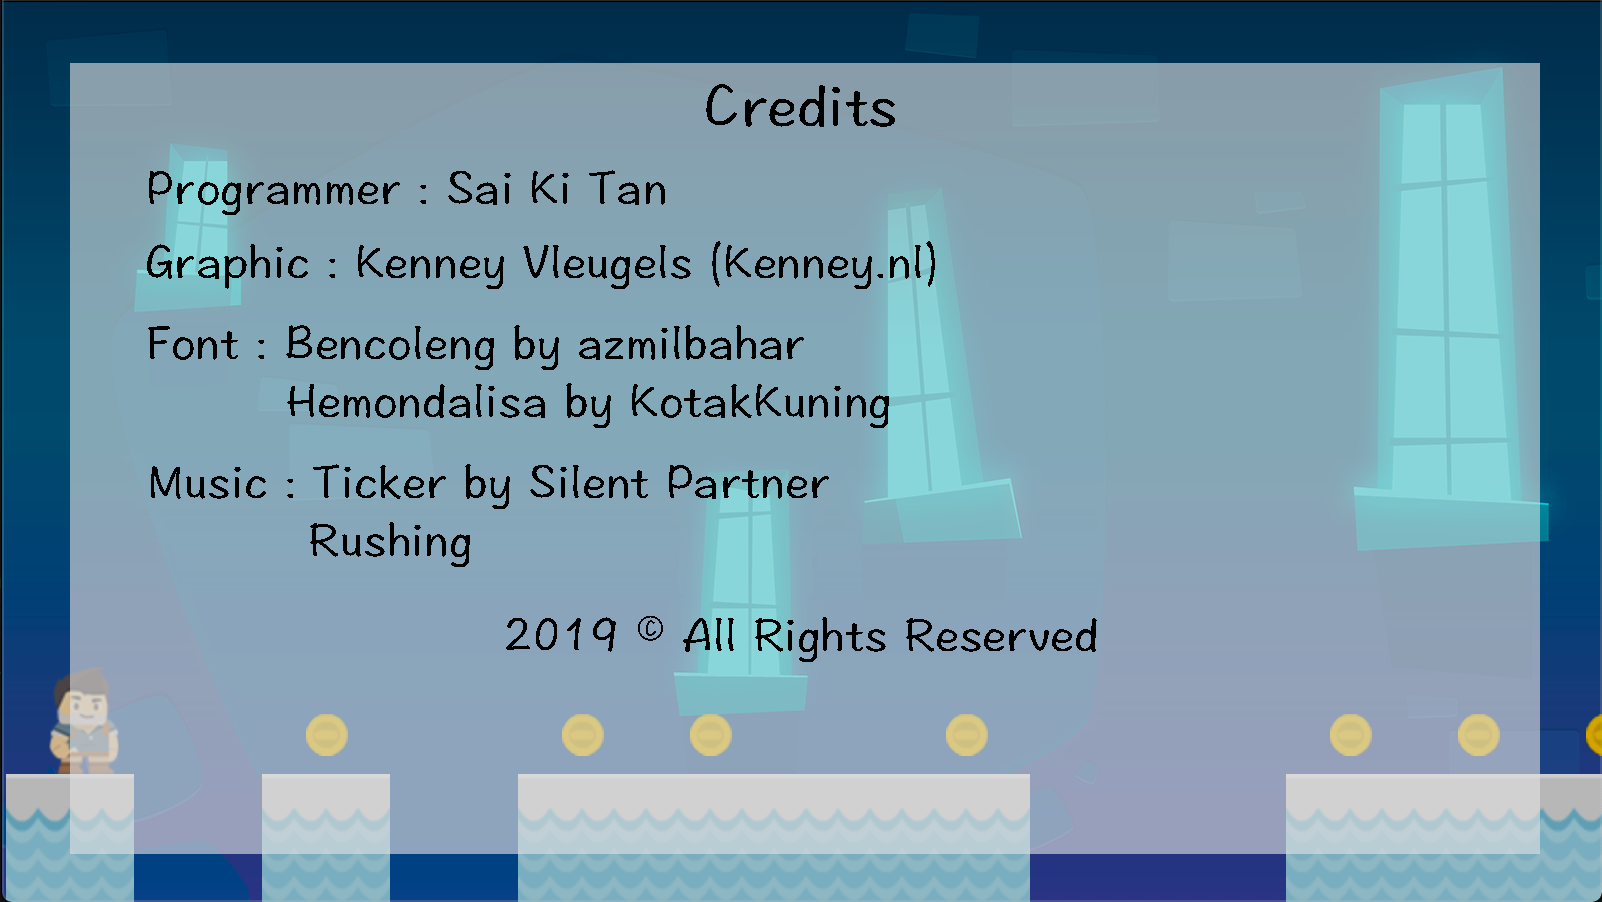 Credits
Programmer : Sai Ki Tan
Graphic : Kenney Vleugels (Kenney.nl)
Font : Bencoleng by azmilbahar
Hemondalisa by KotakKuning
Music : Ticker by Silent Partner
Rushing
2019 © All Rights Reserved